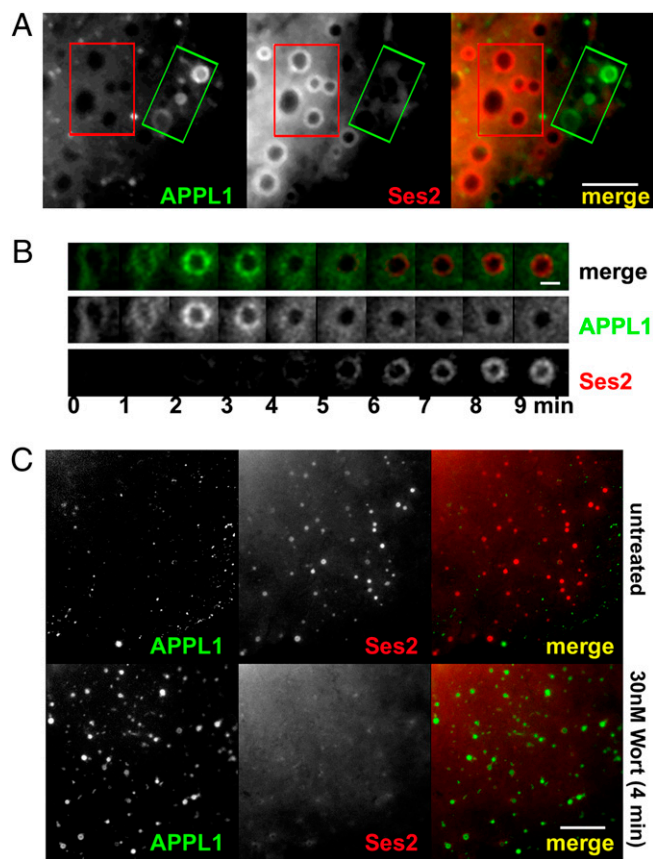 A
APPL1 Ses2 merge
B
merge
APPL1
Ses2
0 1 2 3 4 5 6 7 8 9 min
C
APPL1 Ses2 merge
untreated
APPL1 Ses2 merge
30nM Wort (4 min)